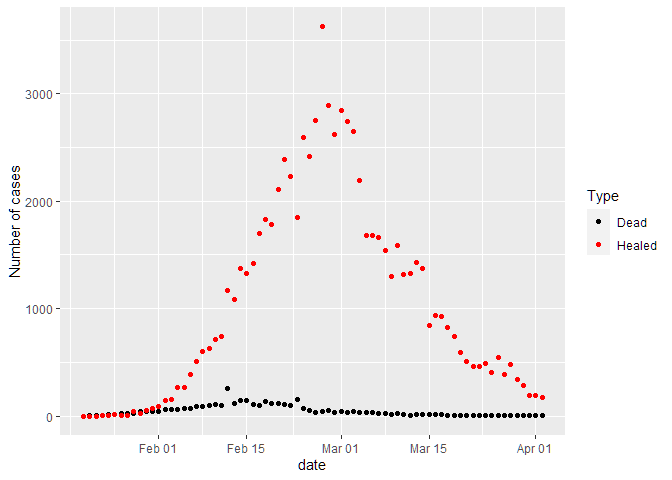 3000
2000
1000
0
Number of cases
Feb 01
Feb 15
Mar 01
Mar 15
Apr 01
date
Type
Dead
Healed